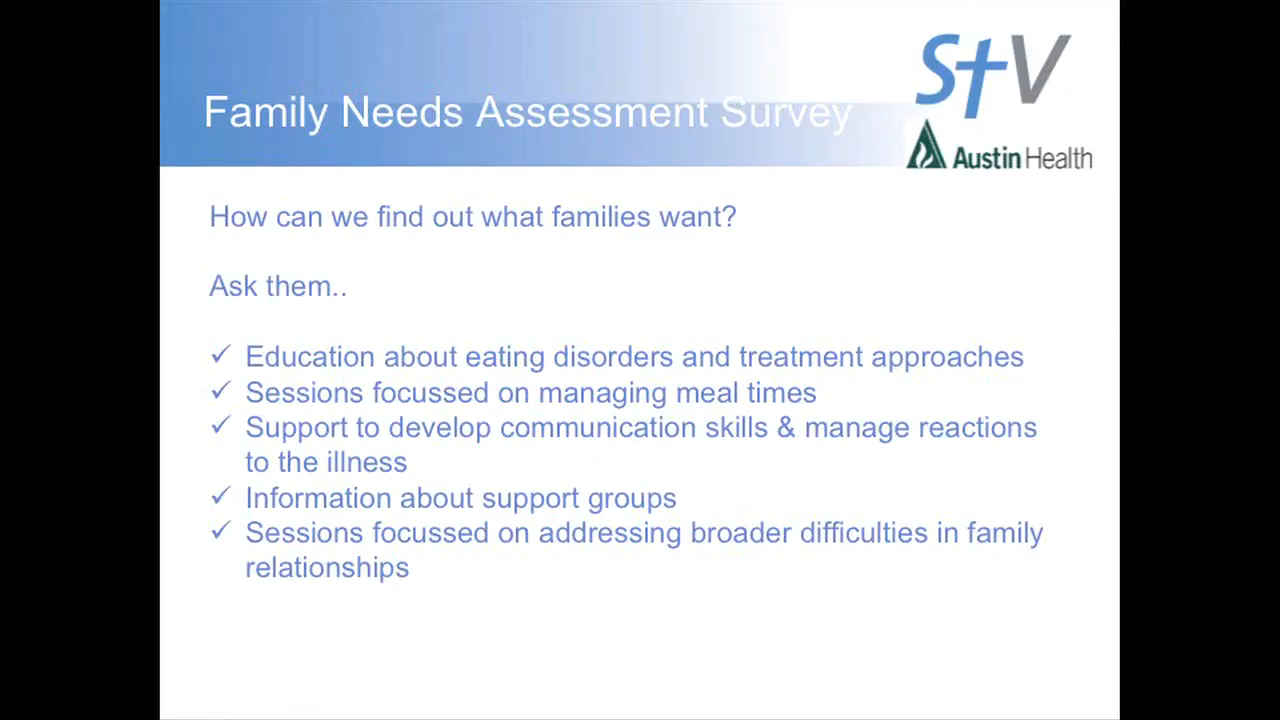 StV
Family Needs Assessment Survey
Austin Health
How can we find out what families want?
Ask them..
✓ Education about eating disorders and treatment approaches
✓ Sessions focussed on managing meal times
✓ Support to develop communication skills & manage reactions
to the illness
✓ Information about support groups
✓ Sessions focussed on addressing broader difficulties in family
relationships